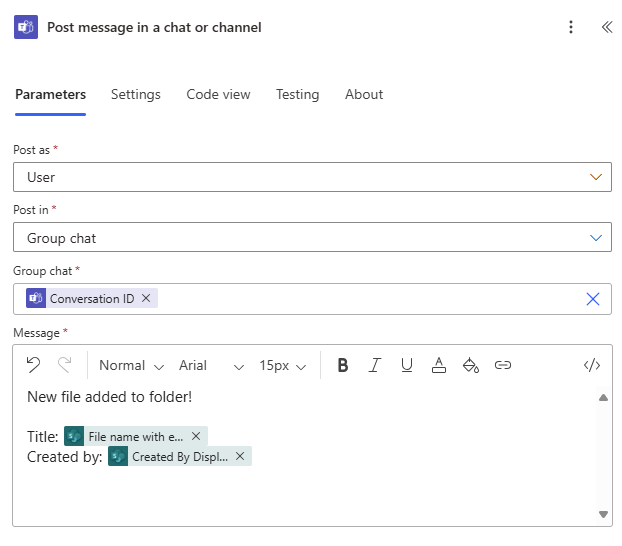 Post message in a chat or channel
Parameters Settings Code view Testing About
Post as *
User
Post in *
Group chat
Group chat *
Conversation ID
Message *
Normal Arial 15px B I U A </>
New file added to folder!
Title: File name with e...
Created by: Created By Displ...